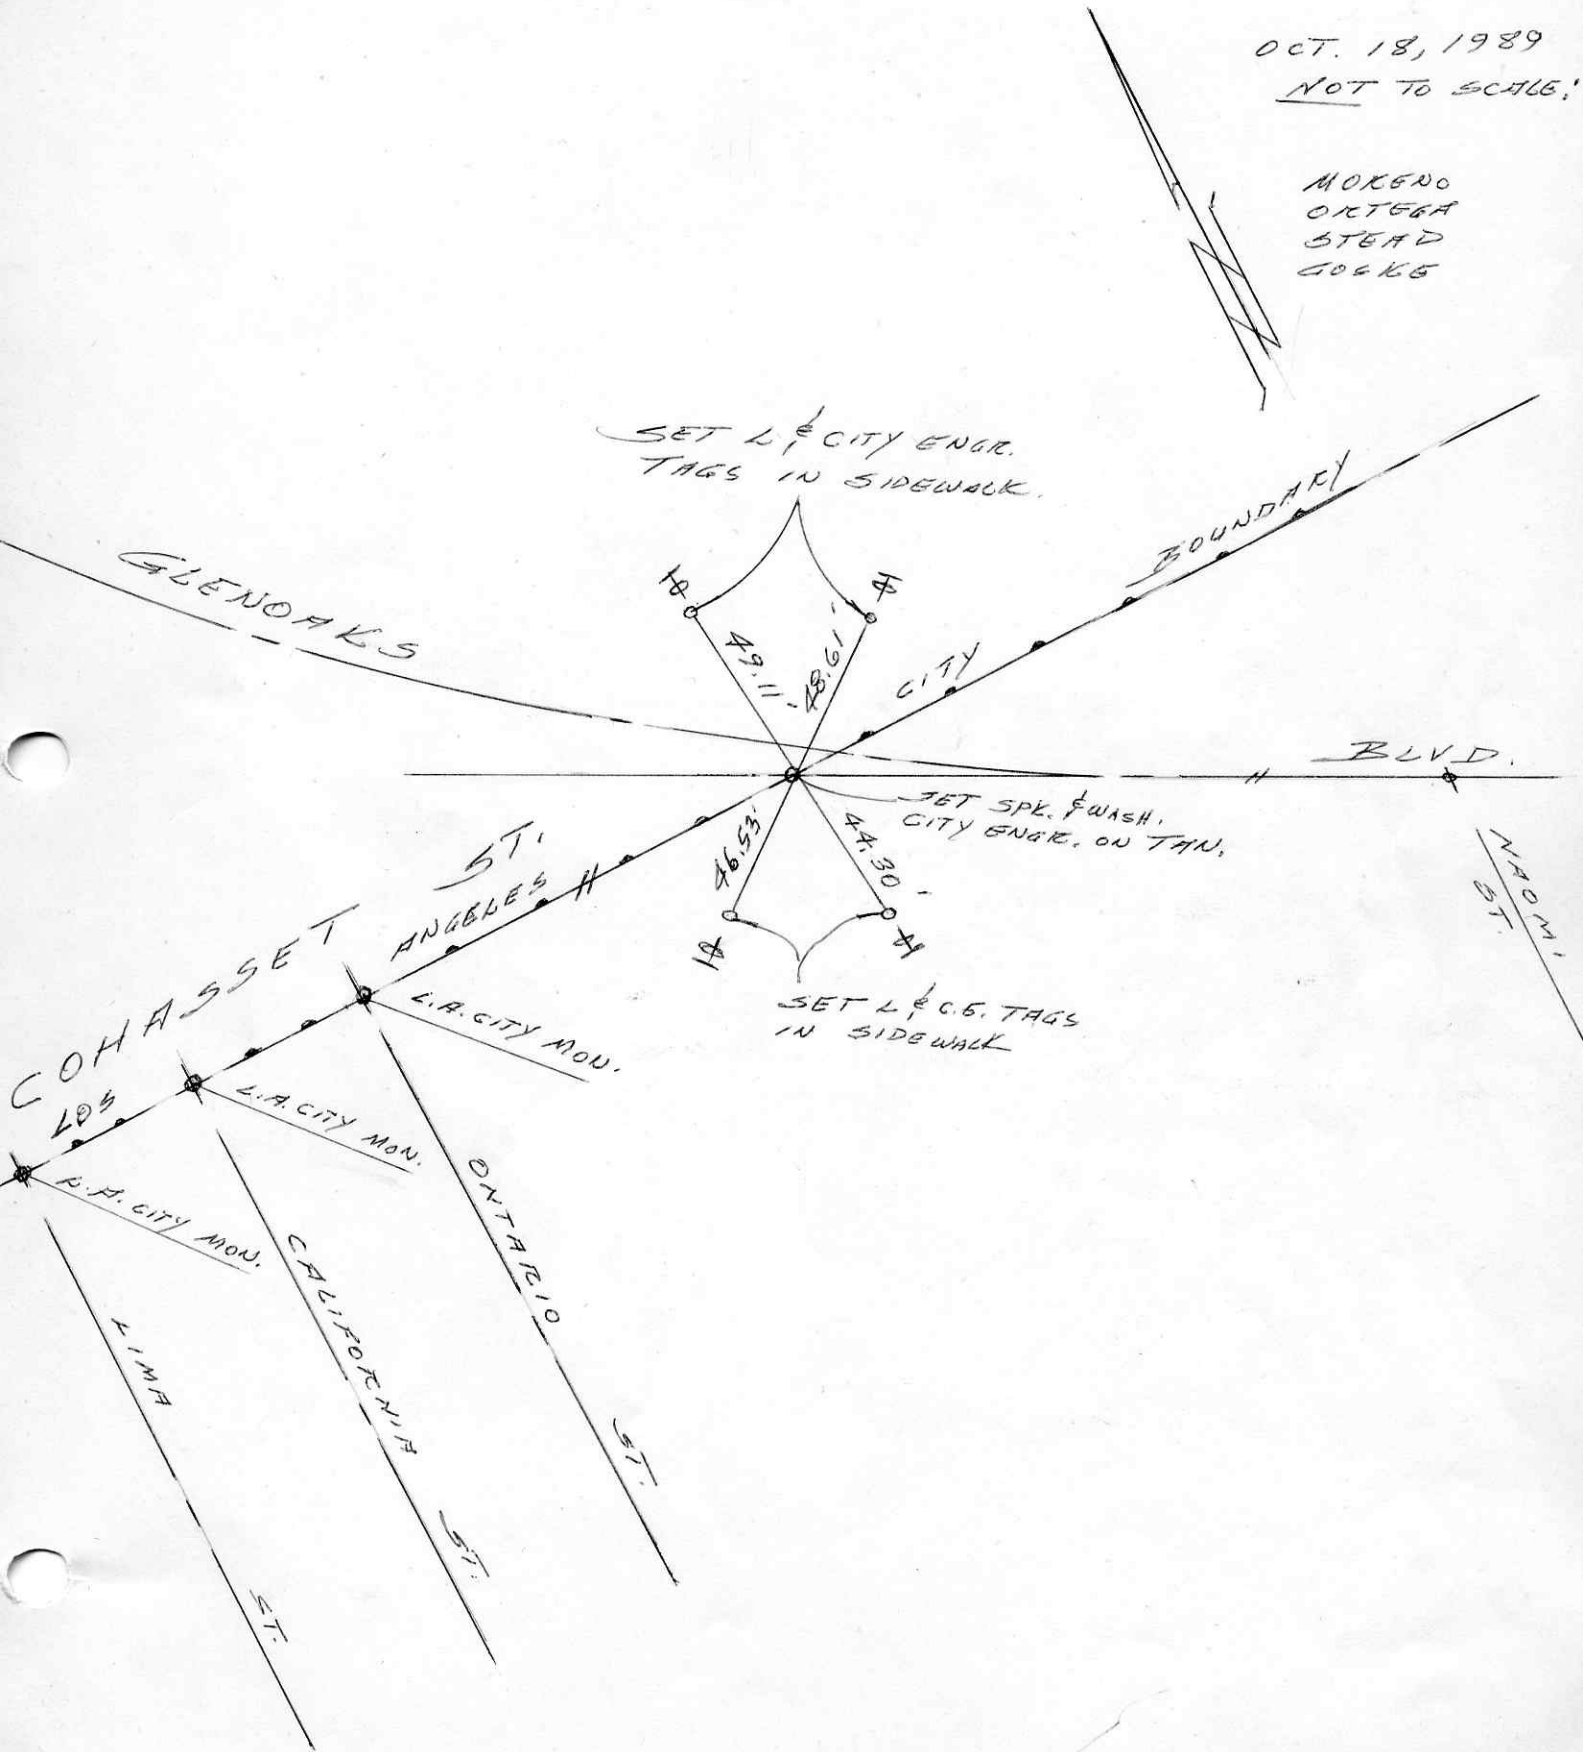 OCT. 18, 1989
NOT TO SCALE!
MORENO
ORTEGA
STEAD
GOSKE
SET L & CITY ENGR.
TAGS IN SIDEWALK.
GLENOAKS
BLVD.
CITY BOUNDARY
49.11'
48.61'
SET SPK. & WASH.
CITY ENGR. ON TAN.
46.53'
44.30'
NAOMI
ST.
COHASSET ST.
LOS ANGELES
SET L & C.E. TAGS
IN SIDEWALK
L.A. CITY MON.
L.A. CITY MON.
L.A. CITY MON.
ONTARIO ST.
CALIFORNIA ST.
LIMA ST.